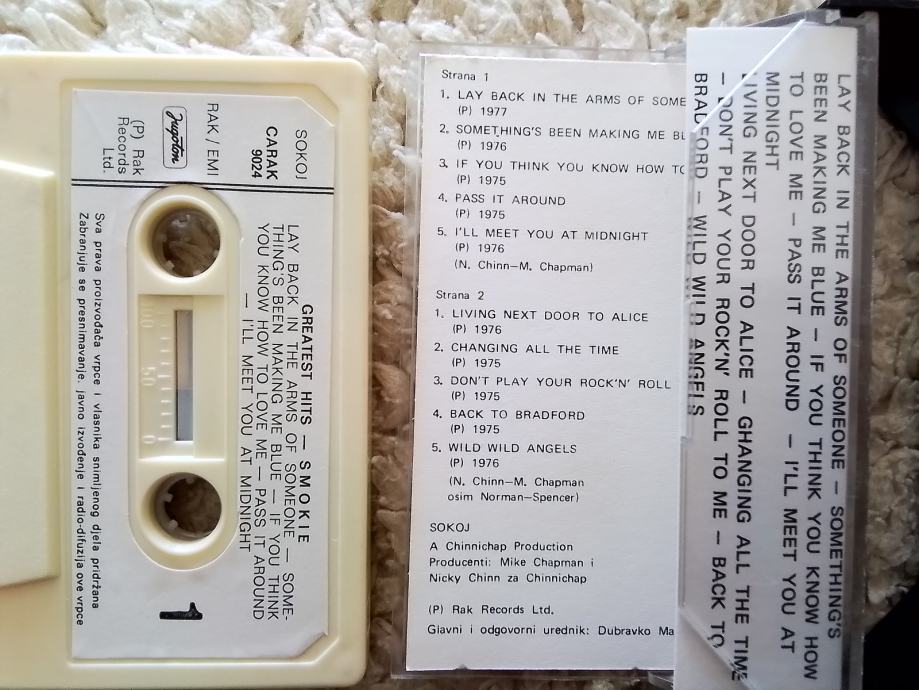 SOKOJ
CARAK
9024
RAK / EMI
Jugoton
(P) Rak
Records
Ltd.
GREATEST HITS — SMOKIE
LAY BACK IN THE ARMS OF SOMEONE — SOME-
THING'S BEEN MAKING ME BLUE — IF YOU THINK
YOU KNOW HOW TO LOVE ME — PASS IT AROUND
— I'LL MEET YOU AT MIDNIGHT
100 50 0
1
Sva prava proizvođača vrpce i vlasnika snimljenog djela pridržana
Zabranjuje se presnimavanje, javno izvođenje i radio-difuzija ove vrpce
Strana 1
1. LAY BACK IN THE ARMS OF SOME
(P) 1977
2. SOMETHING'S BEEN MAKING ME BL
(P) 1976
3. IF YOU THINK YOU KNOW HOW TO
(P) 1975
4. PASS IT AROUND
(P) 1975
5. I'LL MEET YOU AT MIDNIGHT
(P) 1976
(N. Chinn—M. Chapman)
Strana 2
1. LIVING NEXT DOOR TO ALICE
(P) 1976
2. CHANGING ALL THE TIME
(P) 1975
3. DON'T PLAY YOUR ROCK'N' ROLL
(P) 1975
4. BACK TO BRADFORD
(P) 1975
5. WILD WILD ANGELS
(P) 1976
(N. Chinn—M. Chapman
osim Norman—Spencer)
SOKOJ
A Chinnichap Production
Producenti: Mike Chapman i
Nicky Chinn za Chinnichap
(P) Rak Records Ltd.
Glavni i odgovorni urednik: Dubravko Ma
LAY BACK IN THE ARMS OF SOMEONE — SOMETHING'S
BEEN MAKING ME BLUE — IF YOU THINK YOU KNOW HOW
TO LOVE ME — PASS IT AROUND — I'LL MEET YOU AT
MIDNIGHT
LIVING NEXT DOOR TO ALICE — GHANGING ALL THE TIME
— DON'T PLAY YOUR ROCK'N ROLL TO ME — BACK TO
BRADFORD — WILD WILD ANGELS